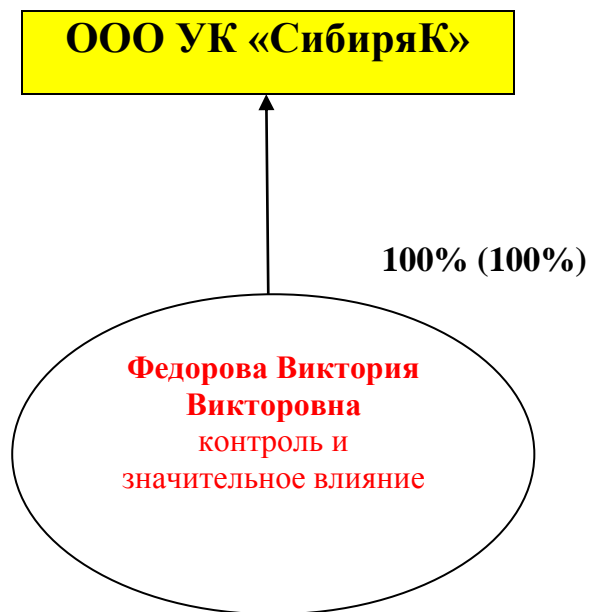 ООО УК «СибиряК»
100% (100%)
Федорова Виктория
Викторовна
контроль и
значительное влияние